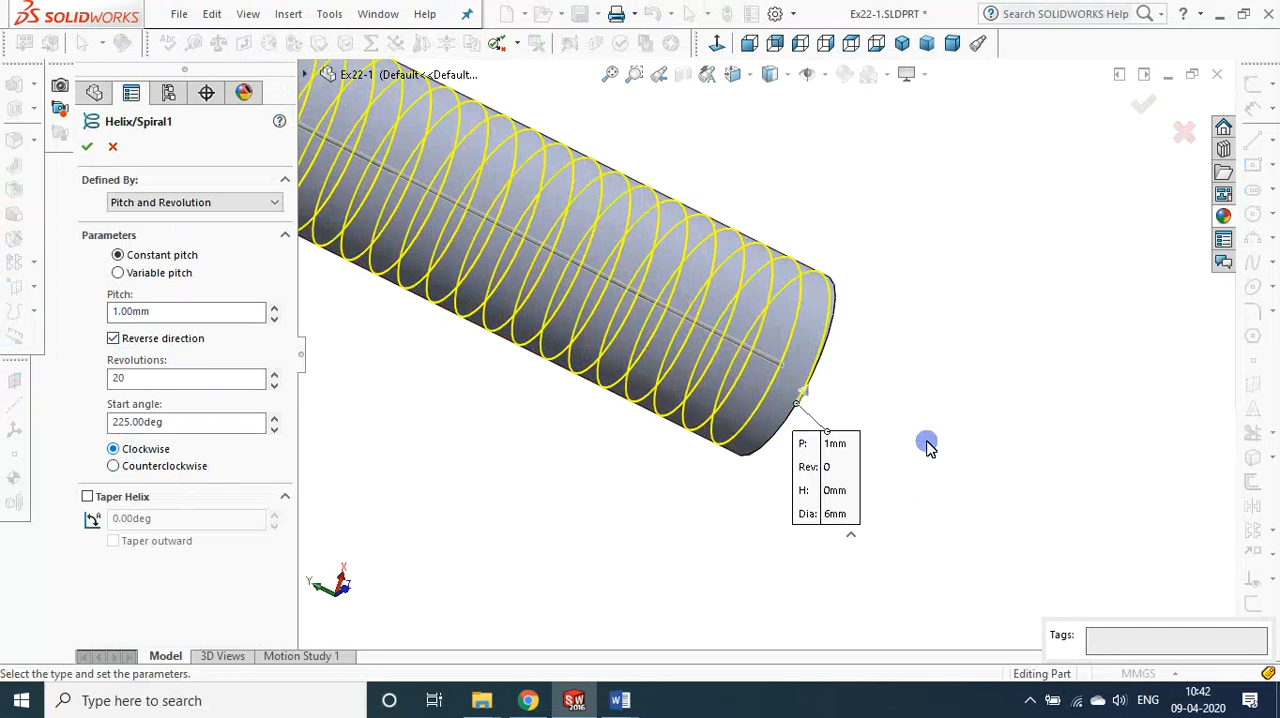 SOLIDWORKS File Edit View Insert Tools Window Help Ex22-1.SLDPRT * Search SOLIDWORKS Help ?
Ex22-1 (Default<<Default...
Helix/Spiral1
Defined By:
Pitch and Revolution
Parameters
Constant pitch
Variable pitch
Pitch:
1.00mm
Reverse direction
Revolutions:
20
Start angle:
225.00deg
Clockwise
Counterclockwise
Taper Helix
0.00deg
Taper outward
P: 1mm
Rev: 0
H: 0mm
Dia: 6mm
X
Y
Z
Tags:
Model 3D Views Motion Study 1
Select the type and set the parameters. Editing Part MMGS
Type here to search
SW
2016
ENG
10:42
09-04-2020